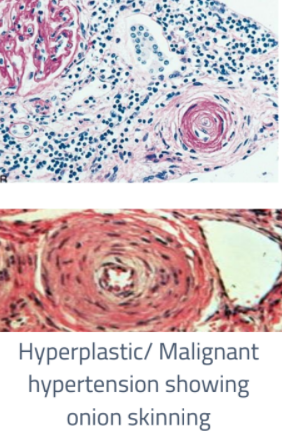 Hyperplastic/ Malignant
hypertension showing
onion skinning